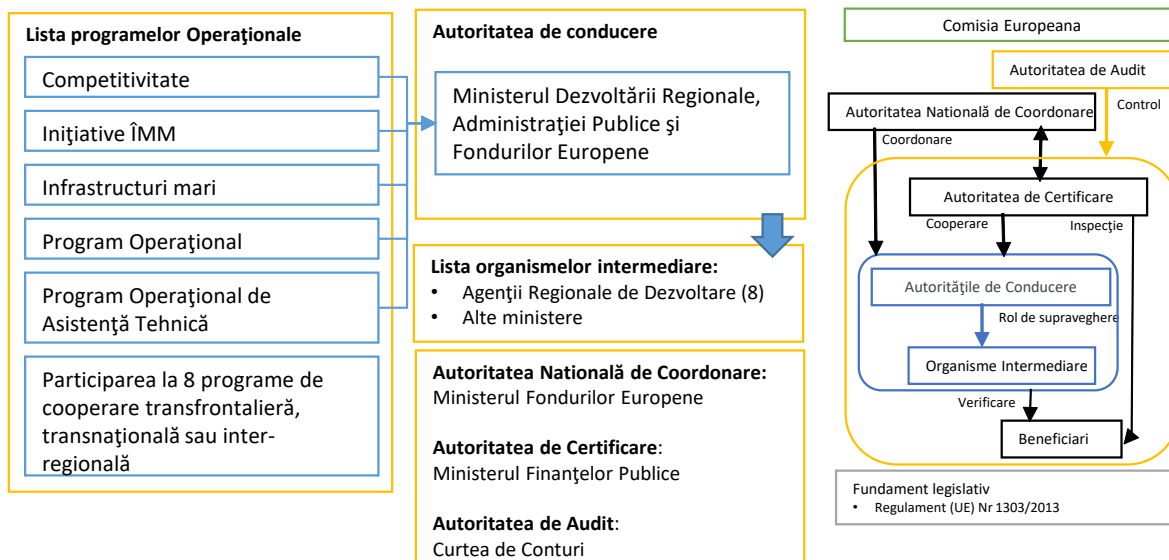 Lista programelor Operaţionale
Competitivitate
Iniţiative ÎMM
Infrastructuri mari
Program Operaţional
Program Operaţional de
Asistenţă Tehnică
Participarea la 8 programe de
cooperare transfrontalieră,
transnaţională sau inter-
regională
Autoritatea de conducere
Ministerul Dezvoltării Regionale,
Administraţiei Publice şi
Fondurilor Europene
Lista organismelor intermediare:
• Agenţii Regionale de Dezvoltare (8)
• Alte ministere
Autoritatea Naţională de Coordonare:
Ministerul Fondurilor Europene
Autoritatea de Certificare:
Ministerul Finanţelor Publice
Autoritatea de Audit:
Curtea de Conturi
Comisia Europeana
Autoritatea de Audit
Control
Autoritatea Naţională de Coordonare
Coordonare
Autoritatea de Certificare
Cooperare
Inspecţie
Autorităţile de Conducere
Rol de supraveghere
Organisme Intermediare
Verificare
Beneficiari
Fundament legislativ
• Regulament (UE) Nr 1303/2013